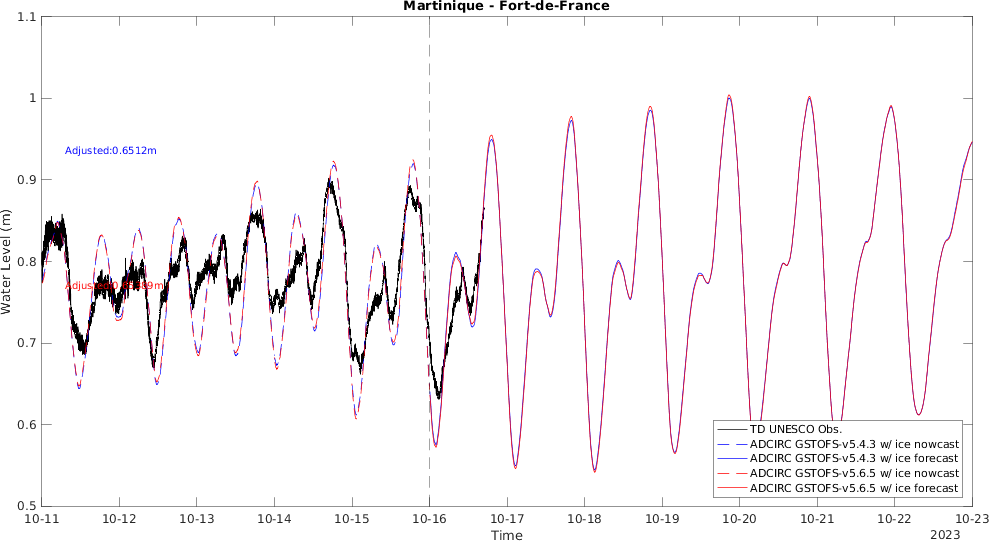 Martinique - Fort-de-France
1.1
1
0.9
0.8
0.7
0.6
0.5
Water Level (m)
Adjusted:0.6512m
TD UNESCO Obs.
ADCIRC GSTOFS-v5.4.3 w/ ice nowcast
ADCIRC GSTOFS-v5.4.3 w/ ice forecast
ADCIRC GSTOFS-v5.6.5 w/ ice nowcast
ADCIRC GSTOFS-v5.6.5 w/ ice forecast
10-11 10-12 10-13 10-14 10-15 10-16 10-17 10-18 10-19 10-20 10-21 10-22 10-23
Time
2023